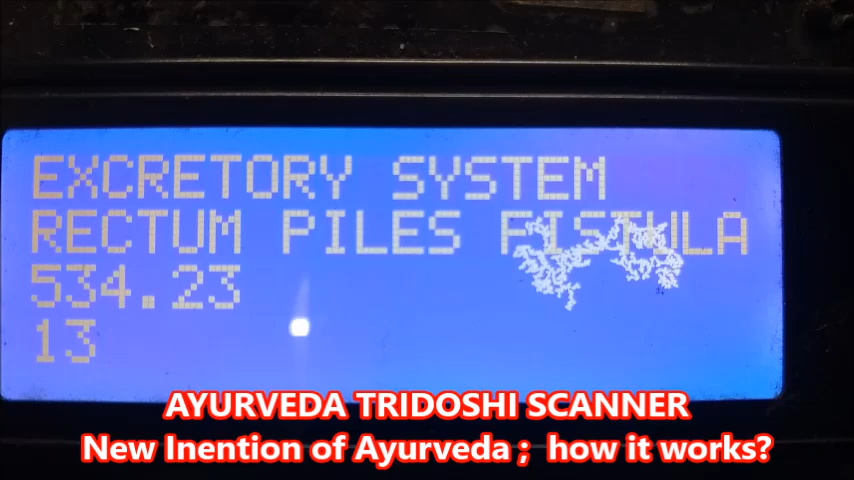 EXCRETORY SYSTEM
RECTUM PILES FISTULA
534.23
13
AYURVEDA TRIDOSHI SCANNER
New Inention of Ayurveda ; how it works?